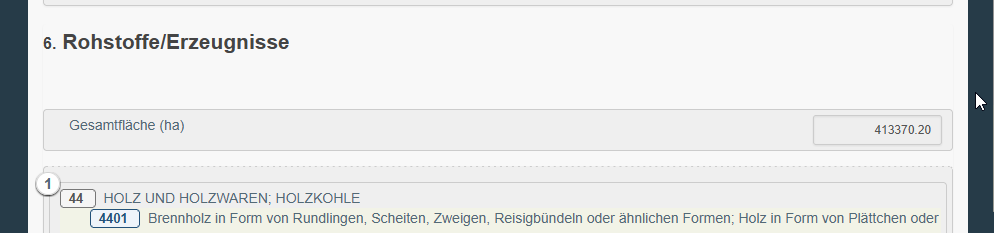 6. Rohstoffe/Erzeugnisse
Gesamtfläche (ha) 413370.20
1
44 HOLZ UND HOLZWAREN; HOLZKOHLE
4401 Brennholz in Form von Rundlingen, Scheiten, Zweigen, Reisigbündeln oder ähnlichen Formen; Holz in Form von Plättchen oder